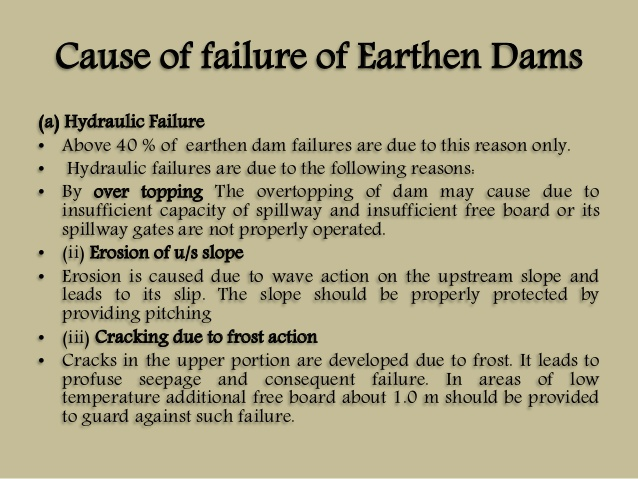 Cause of failure of Earthen Dams
(a) Hydraulic Failure
• Above 40 % of earthen dam failures are due to this reason only.
• Hydraulic failures are due to the following reasons:
• By over topping The overtopping of dam may cause due to
insufficient capacity of spillway and insufficient free board or its
spillway gates are not properly operated.
• (ii) Erosion of u/s slope
• Erosion is caused due to wave action on the upstream slope and
leads to its slip. The slope should be properly protected by
providing pitching
• (iii) Cracking due to frost action
• Cracks in the upper portion are developed due to frost. It leads to
profuse seepage and consequent failure. In areas of low
temperature additional free board about 1.0 m should be provided
to guard against such failure.